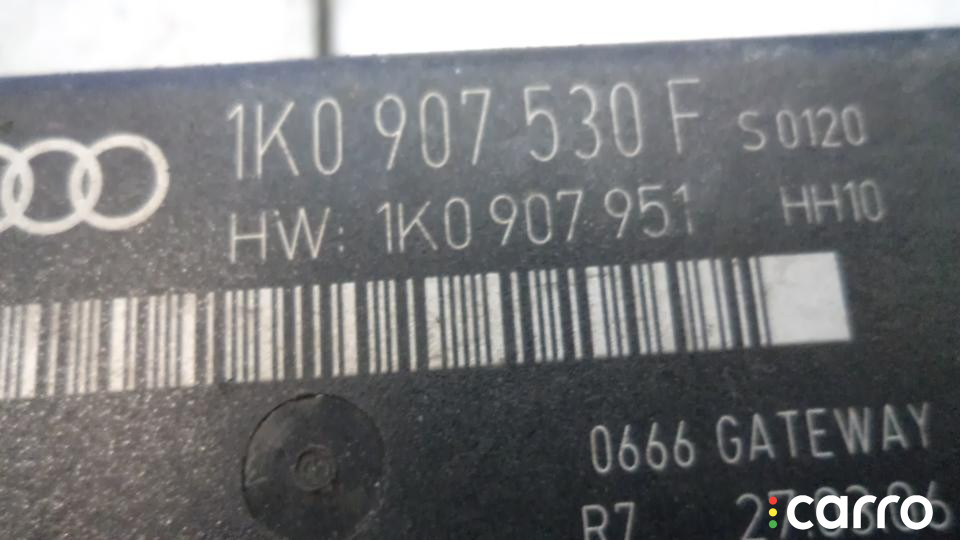 1K0 907 530 F S 0120
HW: 1K0 907 951 HH10
0666 GATEWAY
R7
carro